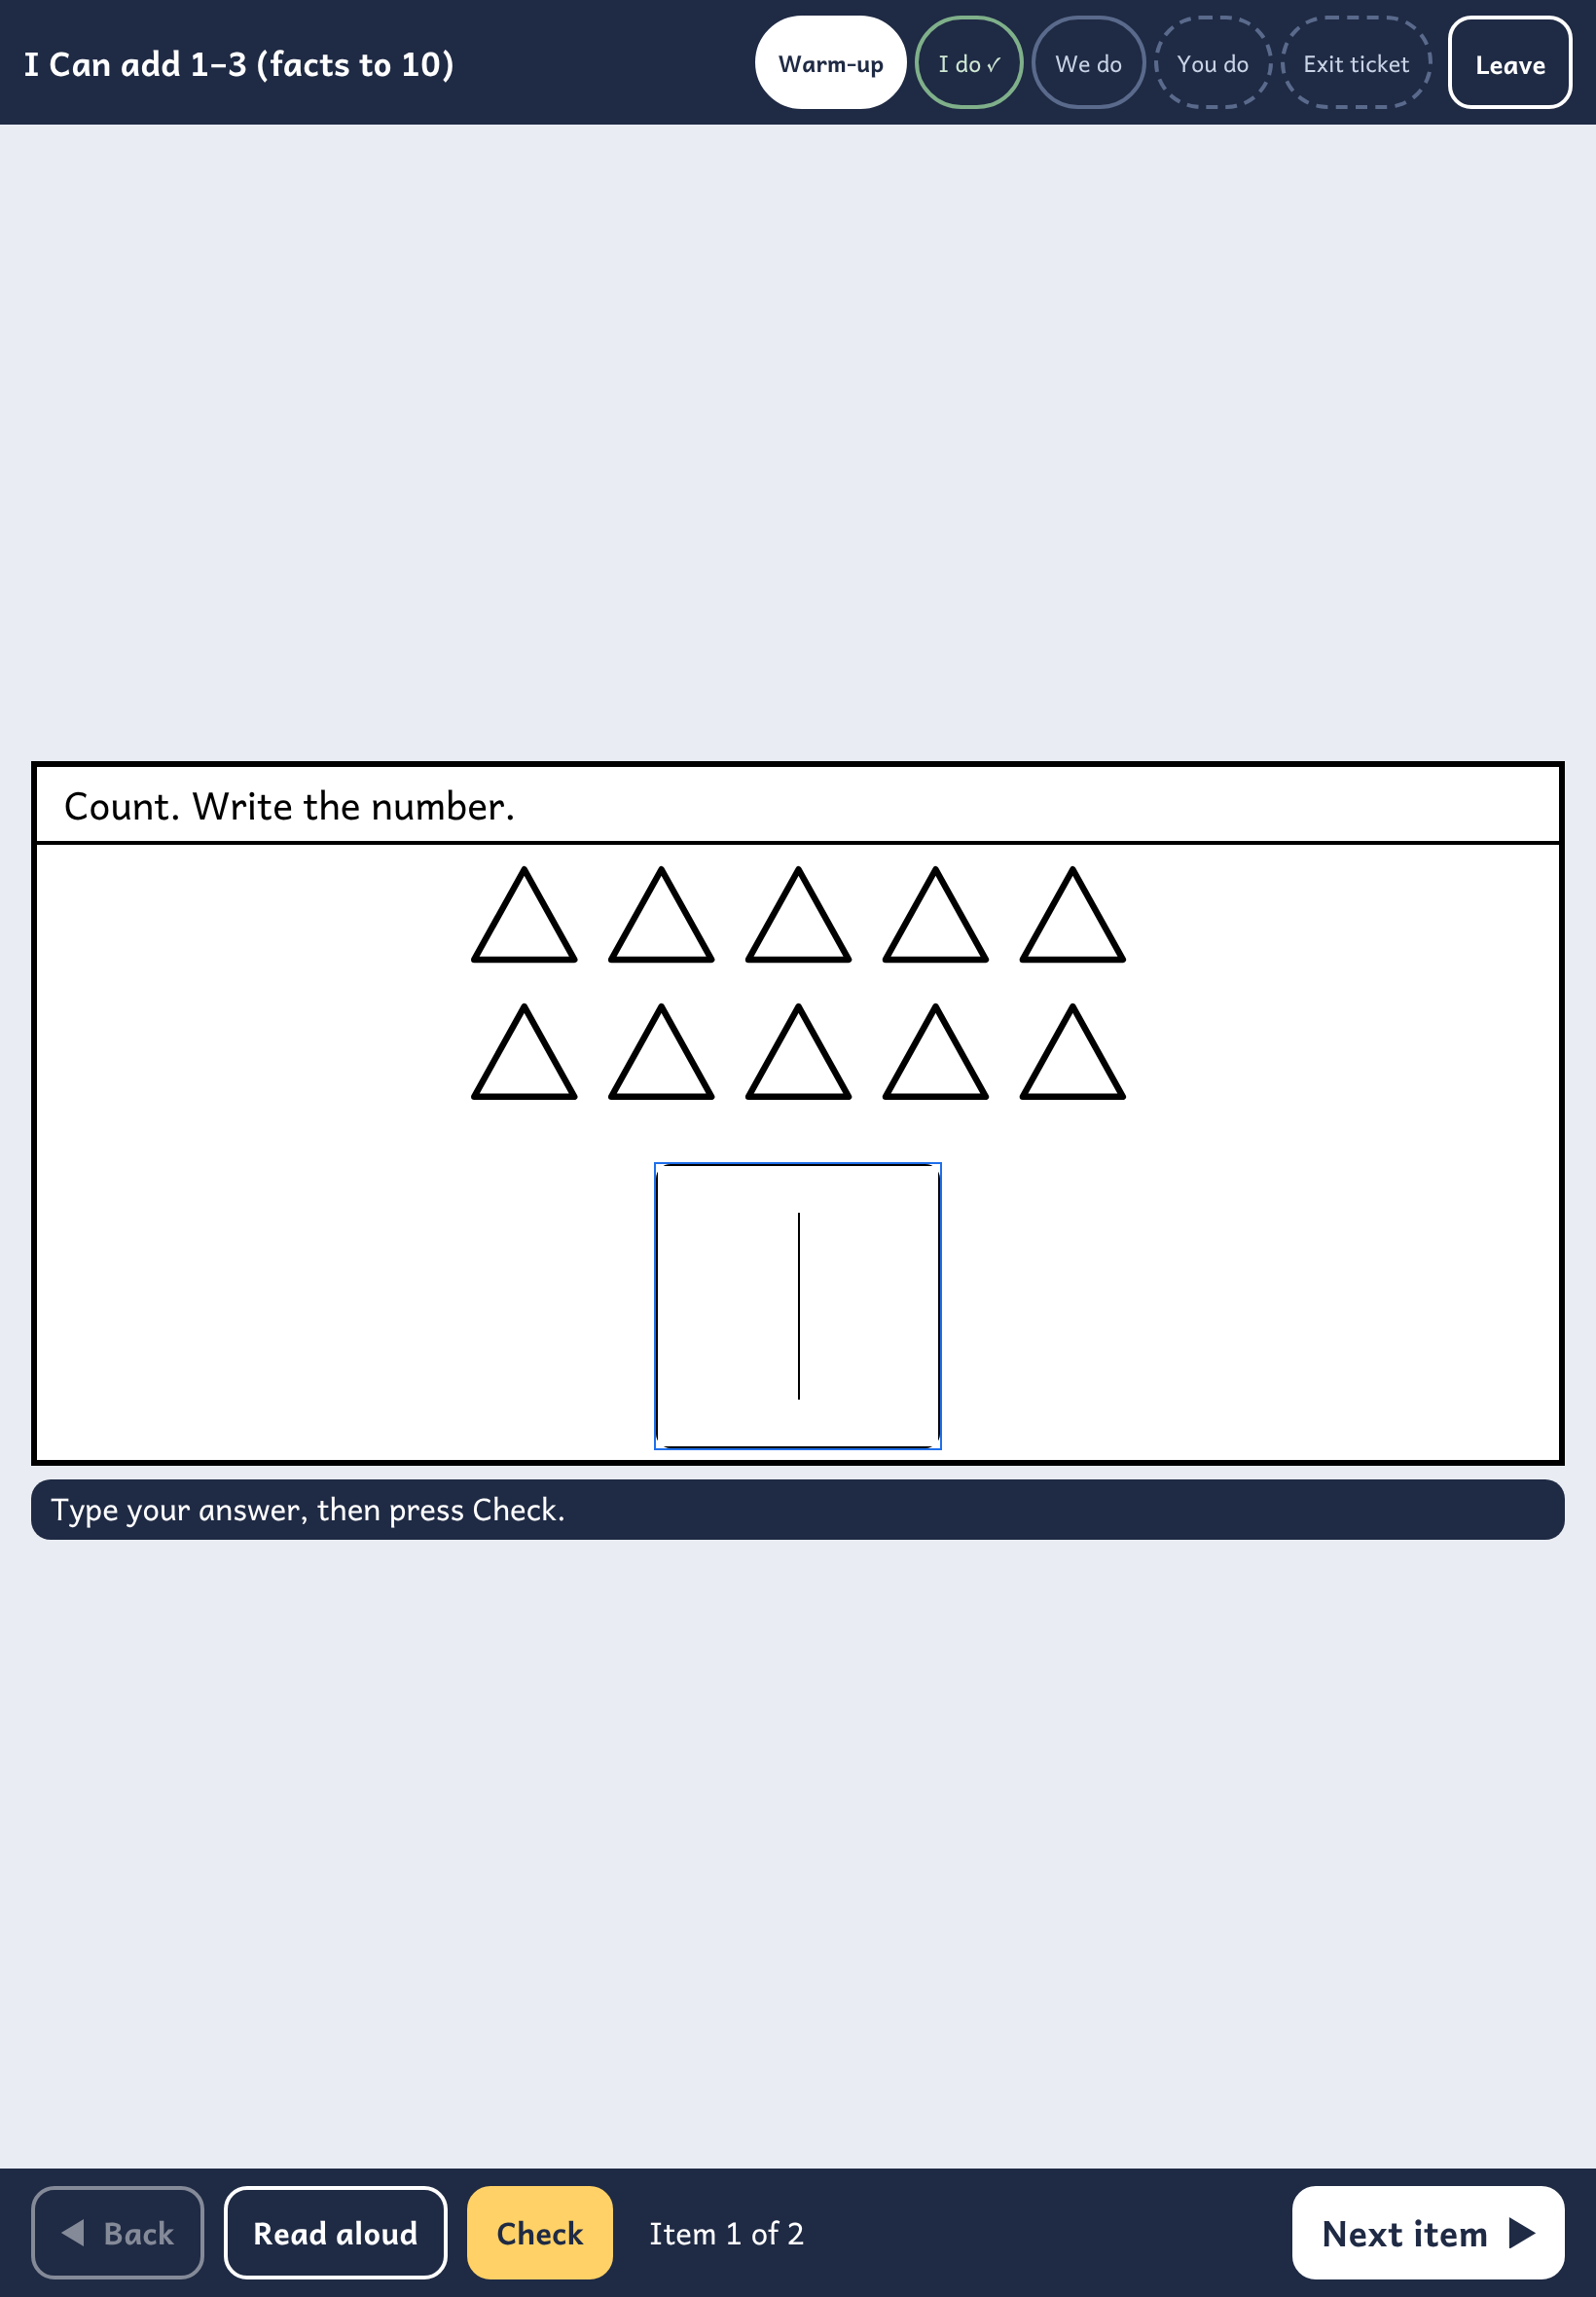 I Can add 1–3 (facts to 10)
Warm-up
I do ✓
We do
You do
Exit ticket
Leave
Count. Write the number.
Type your answer, then press Check.
Back
Read aloud
Check
Item 1 of 2
Next item